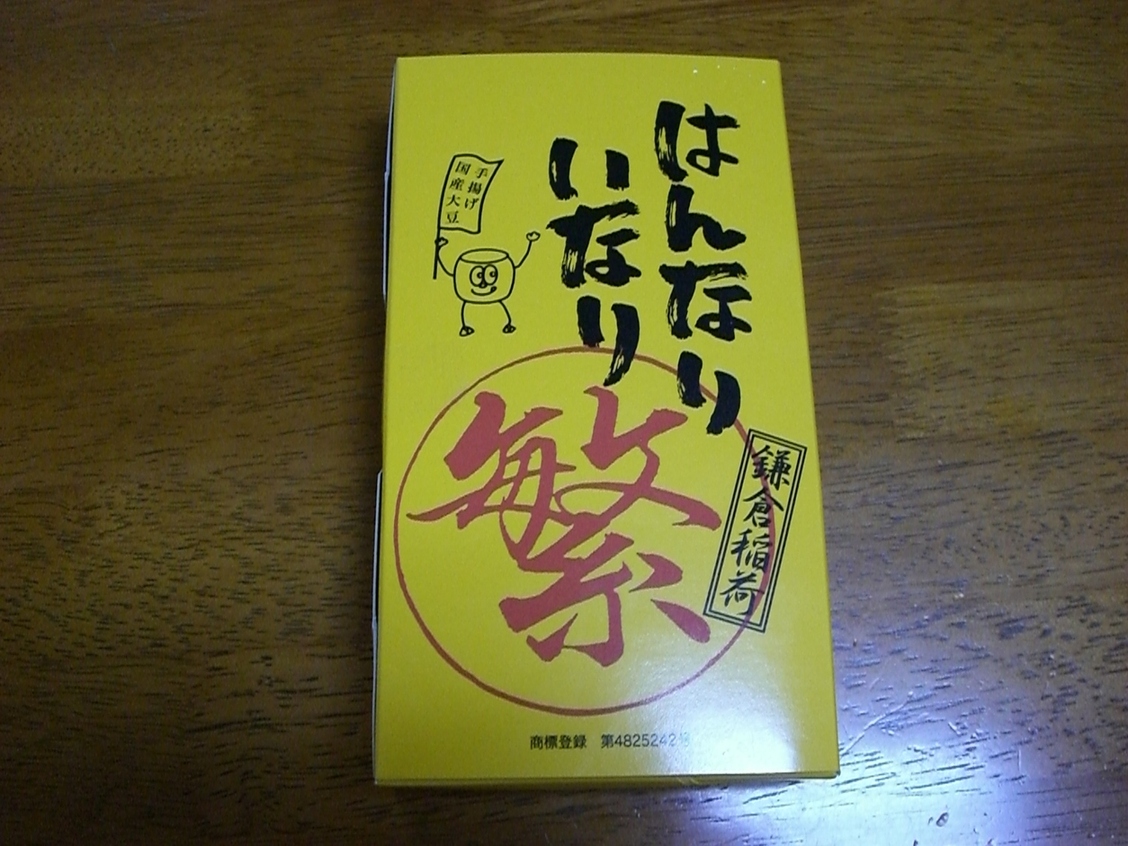 はんなり
いなり
手揚げ
国産大豆
繁
鎌倉稲荷
商標登録 第4825242号